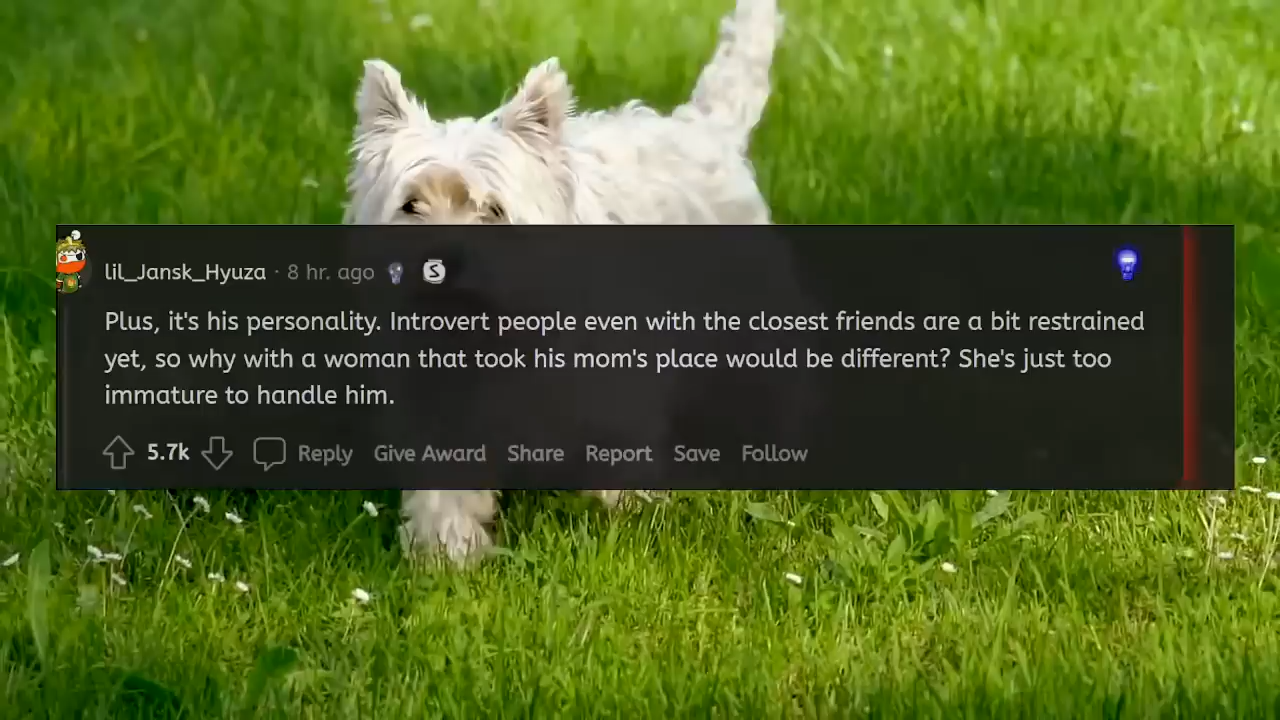 lil_Jansk_Hyuza · 8 hr. ago
Plus, it's his personality. Introvert people even with the closest friends are a bit restrained
yet, so why with a woman that took his mom's place would be different? She's just too
immature to handle him.
5.7k Reply Give Award Share Report Save Follow